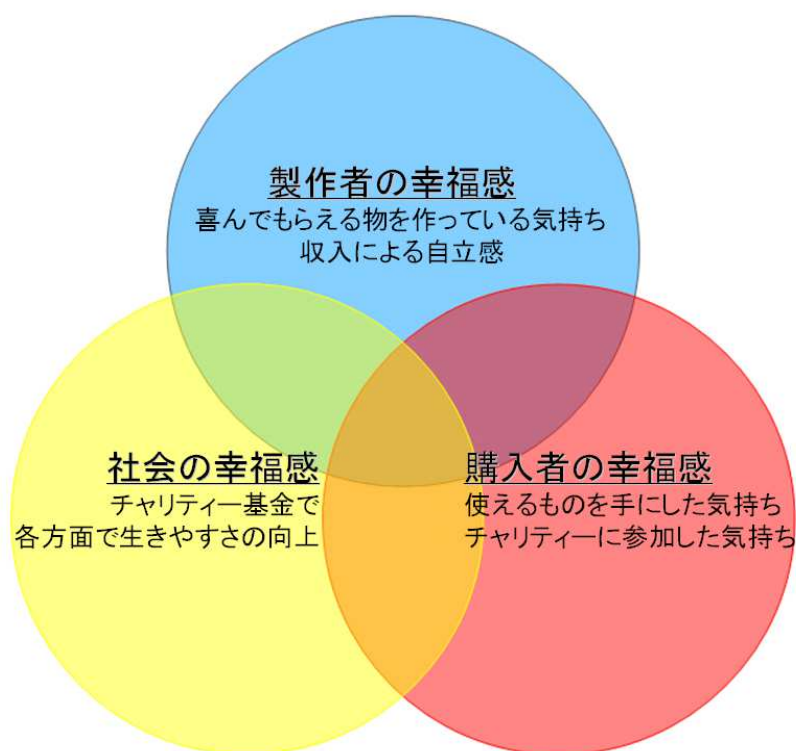 製作者の幸福感
喜んでもらえる物を作っている気持ち
収入による自立感
社会の幸福感
チャリティー基金で
各方面で生きやすさの向上
購入者の幸福感
使えるものを手にした気持ち
チャリティーに参加した気持ち